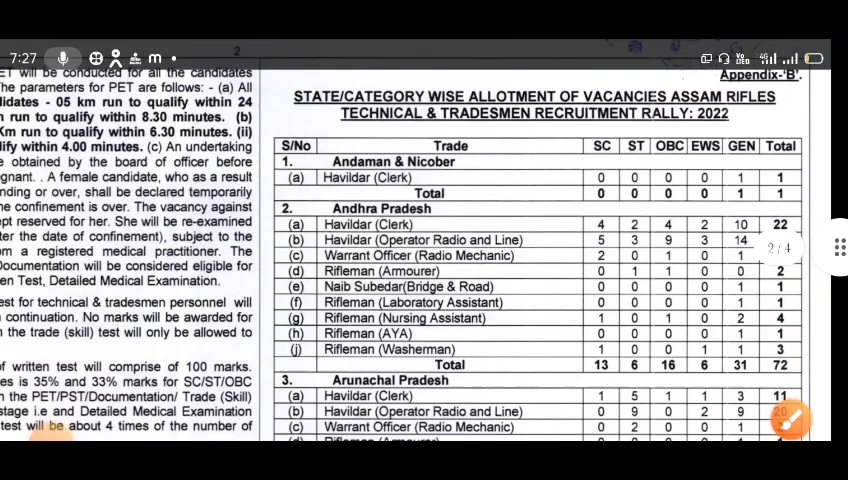 7:27
2
Vo LTED 4G
Appendix-'B'.
ET will be conducted for all the candidates
he parameters for PET are follows: - (a) All
didates - 05 km run to qualify within 24
n run to qualify within 8.30 minutes. (b)
Km run to qualify within 6.30 minutes. (ii)
lify within 4.00 minutes. (c) An undertaking
e obtained by the board of officer before
gnant. . A female candidate, who as a result
nding or over, shall be declared temporarily
he confinement is over. The vacancy against
ept reserved for her. She will be re-examined
ter the date of confinement), subject to the
om a registered medical practitioner. The
Documentation will be considered eligible for
en Test, Detailed Medical Examination.
est for technical & tradesmen personnel will
continuation. No marks will be awarded for
n the trade (skill) test will only be allowed to
of written test will comprise of 100 marks.
es is 35% and 33% marks for SC/ST/OBC
n the PET/PST/Documentation/ Trade (Skill)
stage i.e and Detailed Medical Examination
test will be about 4 times of the number of
STATE/CATEGORY WISE ALLOTMENT OF VACANCIES ASSAM RIFLES
TECHNICAL & TRADESMEN RECRUITMENT RALLY: 2022
S/No Trade SC ST OBC EWS GEN Total
1. Andaman & Nicober
(a) Havildar (Clerk) 0 0 0 0 1 1
Total 0 0 0 0 1 1
2. Andhra Pradesh
(a) Havildar (Clerk) 4 2 4 2 10 22
(b) Havildar (Operator Radio and Line) 5 3 9 3 14
(c) Warrant Officer (Radio Mechanic) 2 0 1 0 1
2/4
(d) Rifleman (Armourer) 0 1 1 0 0 2
(e) Naib Subedar(Bridge & Road) 0 0 0 0 1 1
(f) Rifleman (Laboratory Assistant) 0 0 0 0 1 1
(g) Rifleman (Nursing Assistant) 1 0 1 0 2 4
(h) Rifleman (AYA) 0 0 0 0 1 1
(j) Rifleman (Washerman) 1 0 0 1 1 3
Total 13 6 16 6 31 72
3. Arunachal Pradesh
(a) Havildar (Clerk) 1 5 1 1 3 11
(b) Havildar (Operator Radio and Line) 0 9 0 2 9 20
(c) Warrant Officer (Radio Mechanic) 0 2 0 0 1